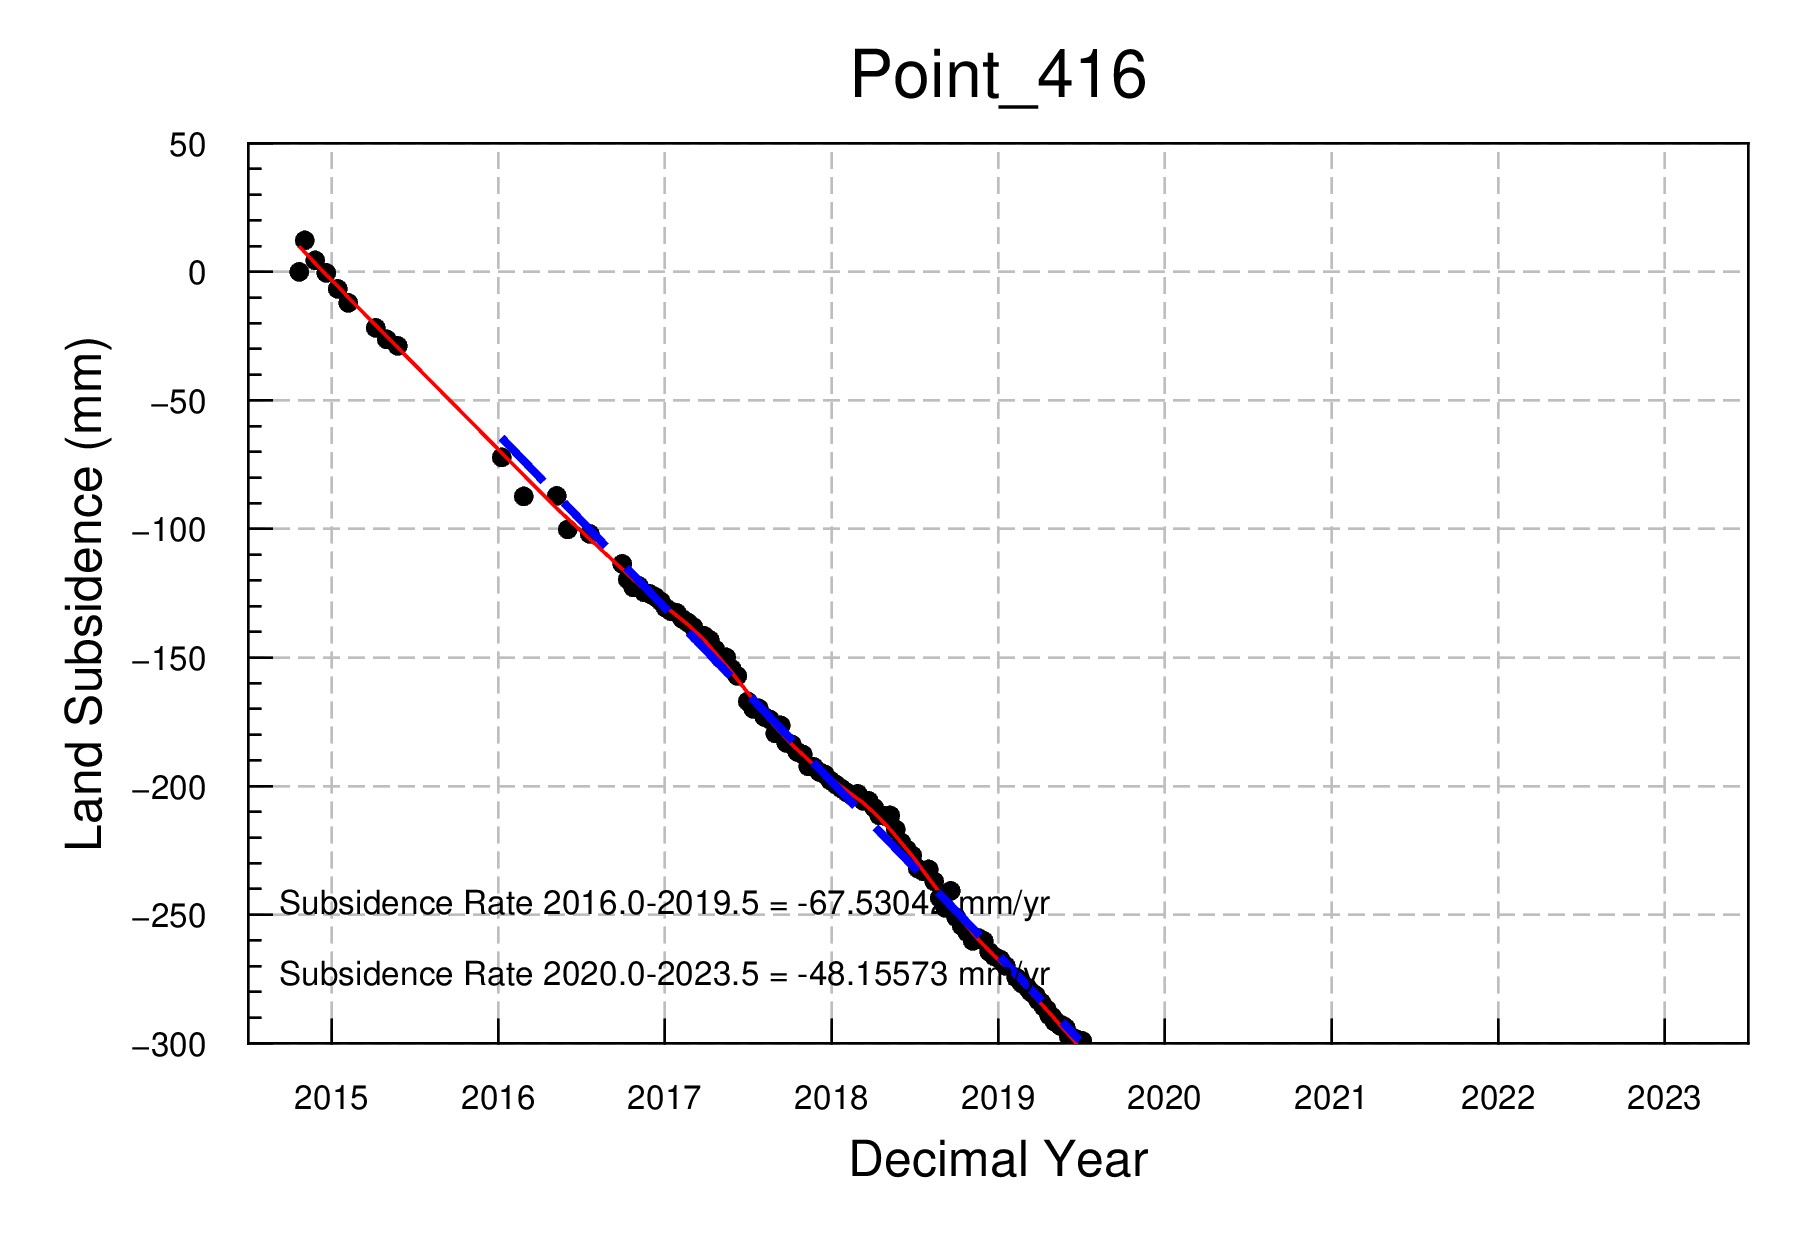 Point_416
50
0
−50
−100
−150
−200
−250
−300
Land Subsidence (mm)
Subsidence Rate 2016.0-2019.5 = mm/yr
Subsidence Rate 2020.0-2023.5 = -48.15573 mm/yr
2015 2016 2017 2018 2019 2020 2021 2022 2023
Decimal Year